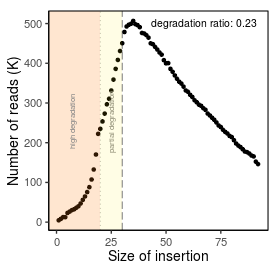 degradation ratio: 0.23
Number of reads (K)
500
400
300
200
100
0
high degradation
partial degradation
0
25
50
75
Size of insertion